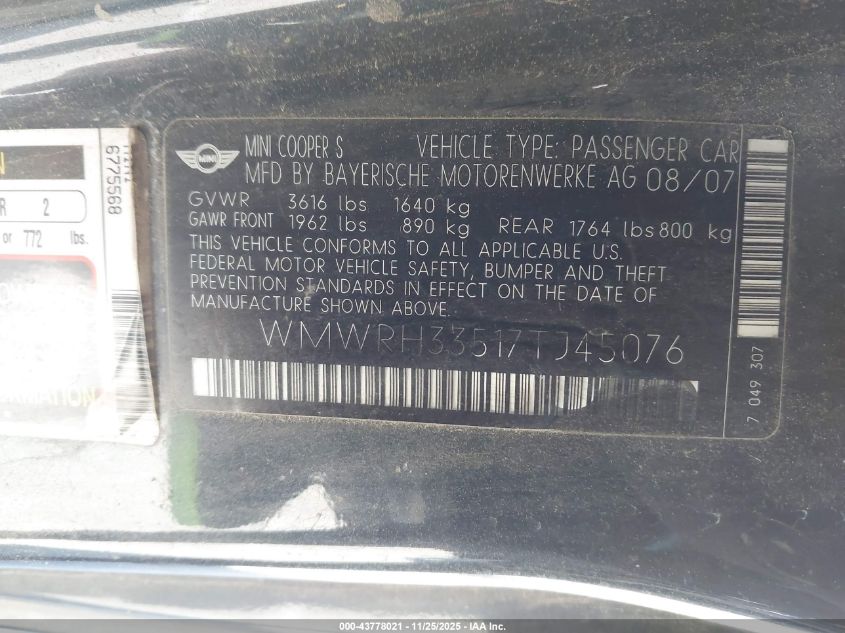 N
R 2
or 772 lbs.
RMATION
6775568
MINI
MINI COOPER S VEHICLE TYPE: PASSENGER CAR
MFD BY BAYERISCHE MOTORENWERKE AG 08/07
GVWR 3616 lbs 1640 kg
GAWR FRONT 1962 lbs 890 kg REAR 1764 lbs 800 kg
THIS VEHICLE CONFORMS TO ALL APPLICABLE U.S.
FEDERAL MOTOR VEHICLE SAFETY, BUMPER AND THEFT
PREVENTION STANDARDS IN EFFECT ON THE DATE OF
MANUFACTURE SHOWN ABOVE.
WMWRH33517TJ45076
7 049 307
000-43778021 - 11/25/2025 - IAA Inc.